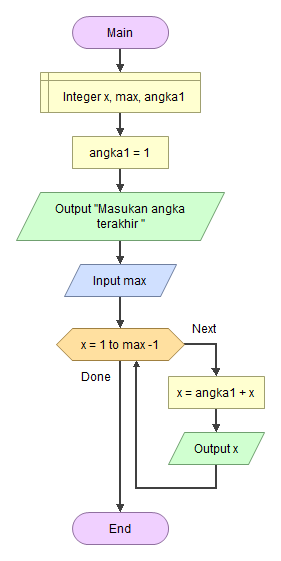 Main
Integer x, max, angka1
angka1 = 1
Output "Masukan angka
terakhir "
Input max
x = 1 to max -1
Next
Done
x = angka1 + x
Output x
End